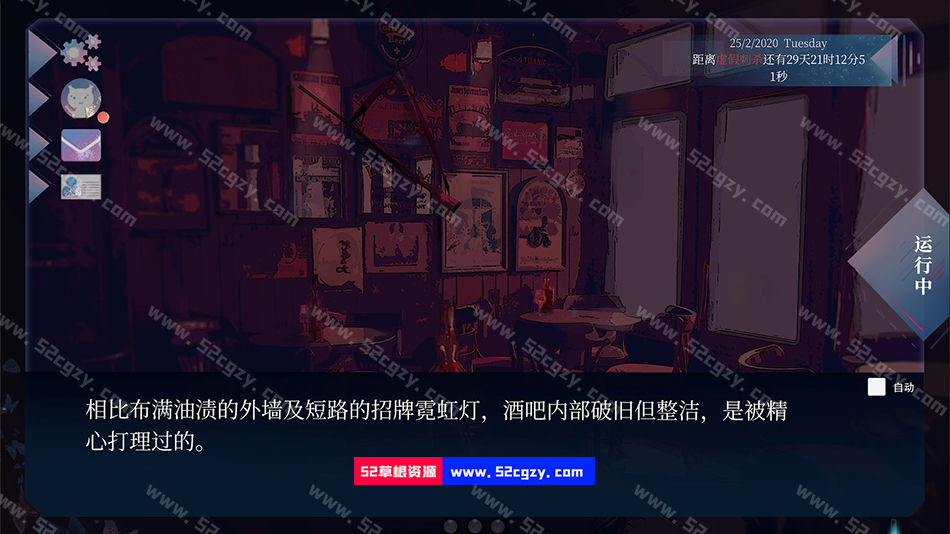 25/2/2020 Tuesday
距离虚假刺杀还有29天21时12分5
1秒
运行中
自动
相比布满油渍的外墙及短路的招牌霓虹灯，酒吧内部破旧但整洁，是被精
心打理过的。
52草根资源 www.52cgzy.com
www.52cgzy.com